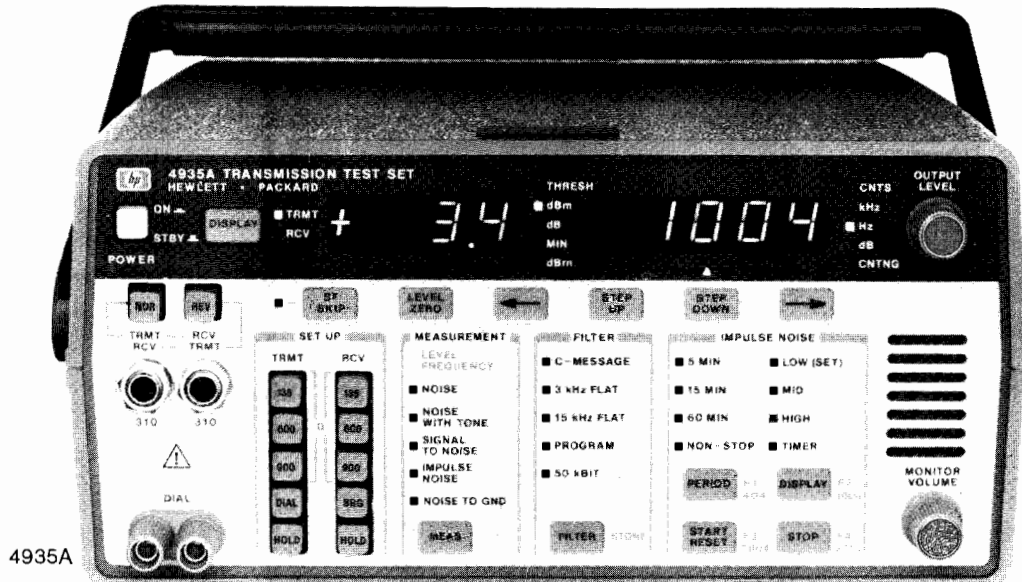 hp
4935A TRANSMISSION TEST SET
HEWLETT • PACKARD
ON
STBY
POWER
DISPLAY
TRMT
RCV
+ 3.4
THRESH
dBm
dB
MIN
dBrn
1004
CNTS
kHz
Hz
dB
CNTNG
OUTPUT
LEVEL
NOR
REV
TRMT
RCV
RCV
TRMT
SF
SKIP
LEVEL
ZERO
STEP
UP
STEP
DOWN
310
310
DIAL
SET UP
TRMT
RCV
135
135
600
600
900
900
DIAL
BRG
HOLD
HOLD
MEASUREMENT
LEVEL
FREQUENCY
NOISE
NOISE
WITH TONE
SIGNAL
TO NOISE
IMPULSE
NOISE
NOISE TO GND
MEAS
FILTER
C-MESSAGE
3 kHz FLAT
15 kHz FLAT
PROGRAM
50 kBIT
FILTER
IMPULSE NOISE
5 MIN
15 MIN
60 MIN
NON-STOP
LOW (SET)
MID
HIGH
TIMER
PERIOD
DISPLAY
START
RESET
STOP
MONITOR
VOLUME
4935A